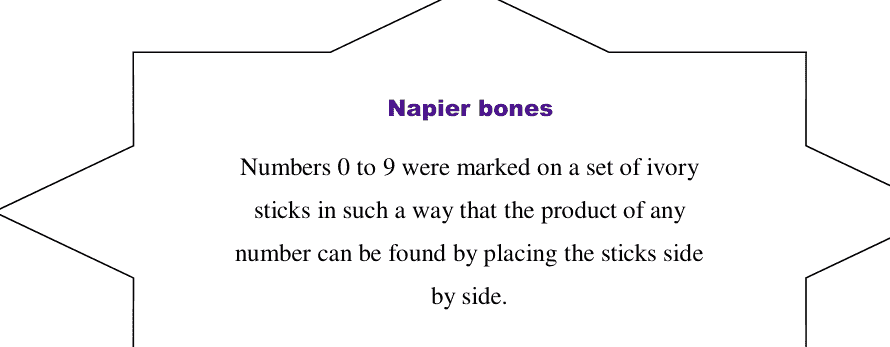 Napier bones
Numbers 0 to 9 were marked on a set of ivory
sticks in such a way that the product of any
number can be found by placing the sticks side
by side.